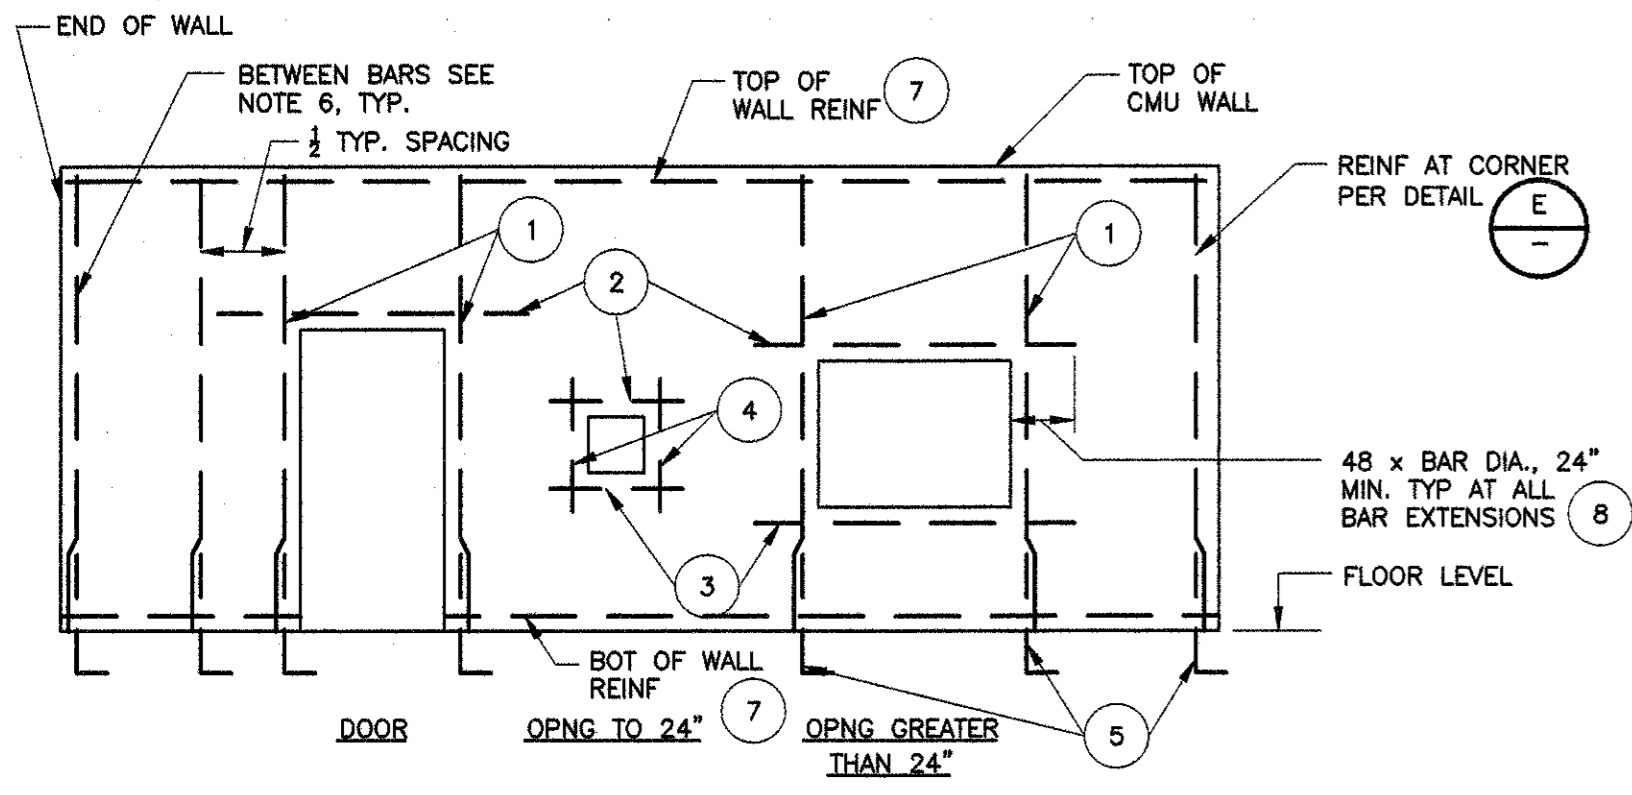 END OF WALL
BETWEEN BARS SEE
NOTE 6, TYP.
½ TYP. SPACING
TOP OF
WALL REINF
7
TOP OF
CMU WALL
REINF AT CORNER
PER DETAIL
E
–
1
2
1
4
48 x BAR DIA., 24"
MIN. TYP AT ALL
BAR EXTENSIONS
8
3
FLOOR LEVEL
BOT OF WALL
REINF
7
5
DOOR
OPNG TO 24"
OPNG GREATER
THAN 24"